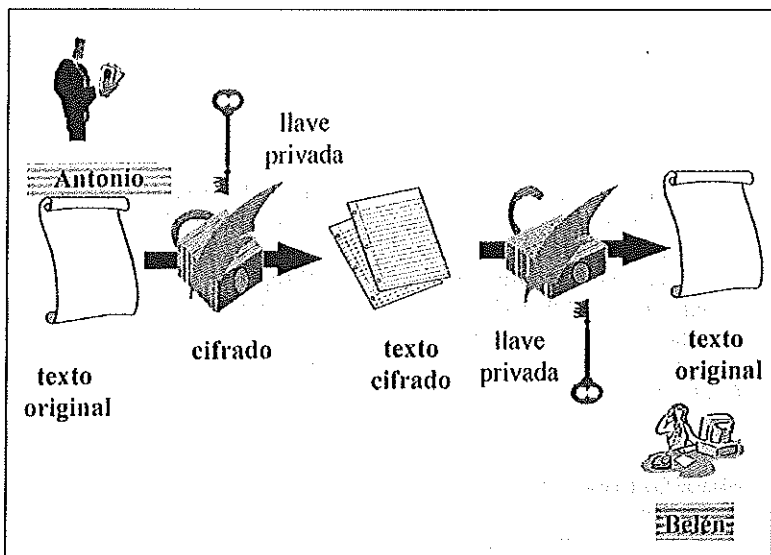 llave
privada
Antonio
cifrado
texto
original
texto
cifrado
llave
privada
texto
original
Belén